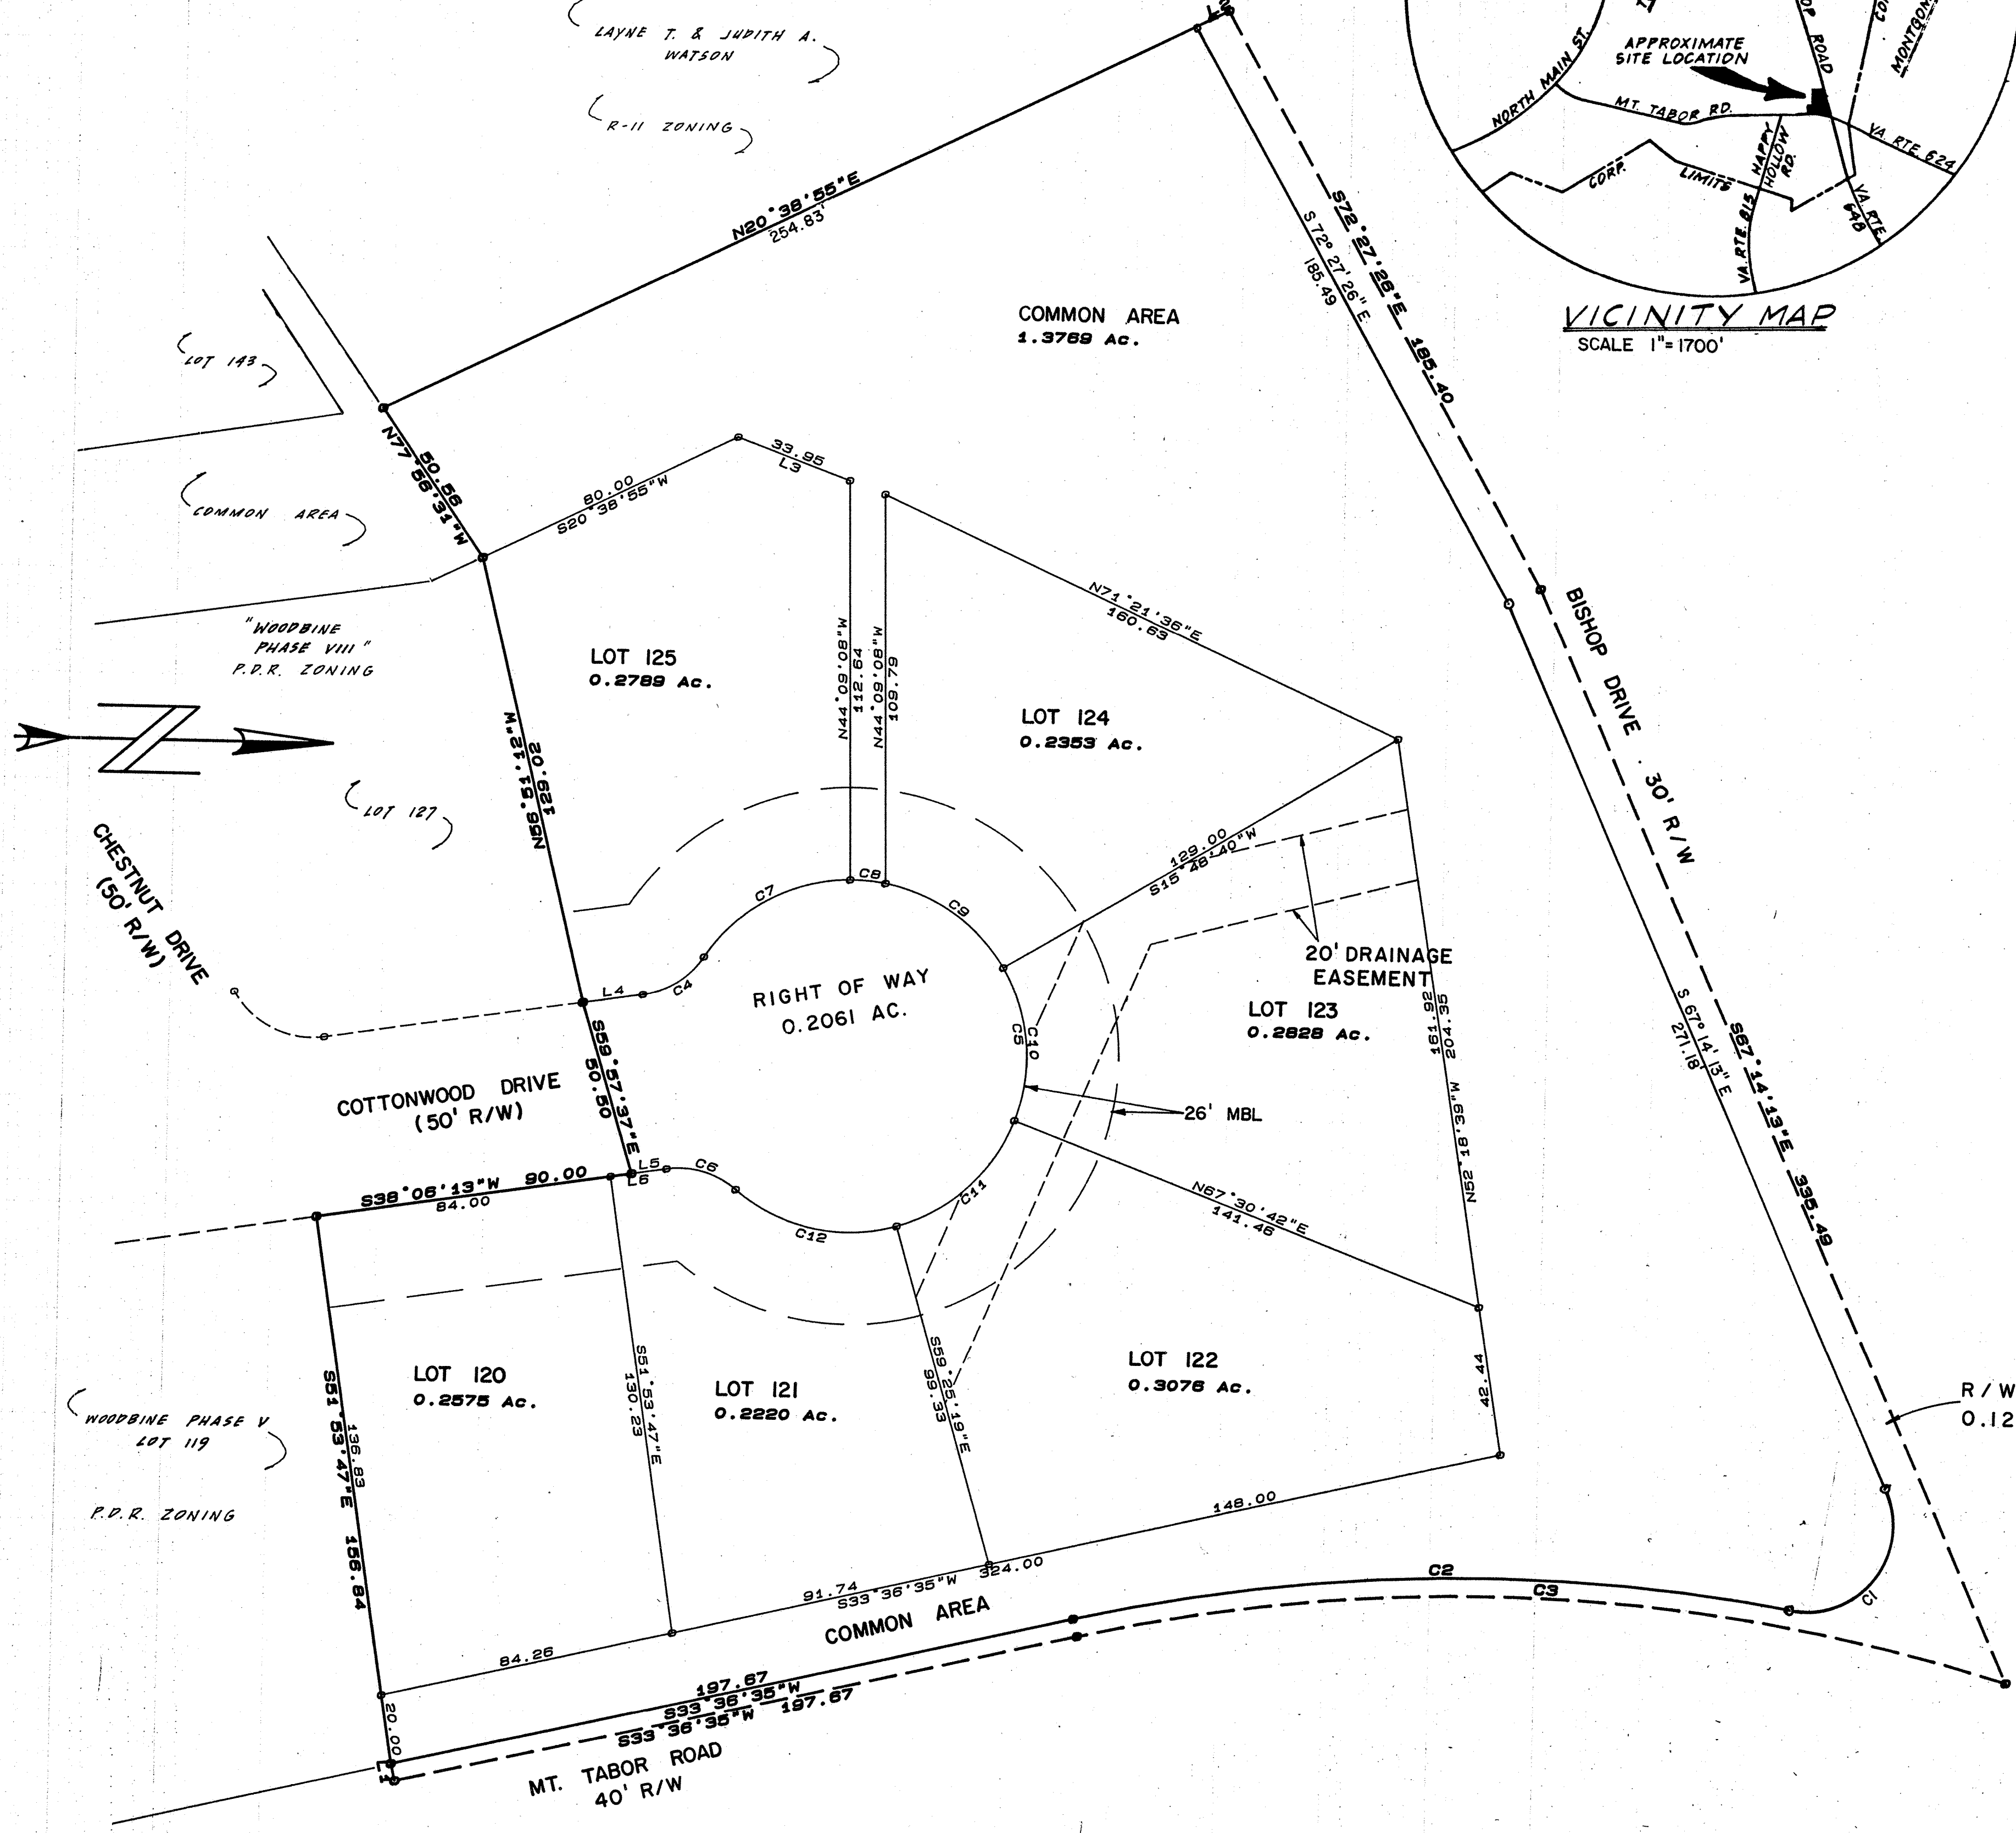 LAYNE T. & JUDITH A.
WATSON
R-11 ZONING
NORTH MAIN ST.
APPROXIMATE
SITE LOCATION
MT. TABOR RD.
OP ROAD
HAPPY
HOLLOW
RD.
VA. RTE. 624
CORP. LIMITS
VA. RTE. 815
VA. RTE.
648
VICINITY MAP
SCALE 1"=1700'
N20°38'55"E
254.83'
S72°27'26"E 185.40
S 72° 27' 26" E
185.49
COMMON AREA
1.3769 Ac.
LOT 143
50.56
N77°56'31"W
COMMON AREA
80.00
S20°38'55"W
33.95
L3
"WOODBINE
PHASE VIII"
P.D.R. ZONING
LOT 125
0.2789 Ac.
N44°09'08"W
112.64
N44°09'08"W
109.79
N71°21'36"E
160.63
LOT 124
0.2353 Ac.
BISHOP DRIVE 30' R/W
N56°51'12"W
129.02
LOT 127
CHESTNUT DRIVE
(50' R/W)
129.00
S15°48'40"W
C7
C8
C9
L4
C4
RIGHT OF WAY
0.2061 AC.
C5
C10
20' DRAINAGE
EASEMENT
LOT 123
0.2828 Ac.
161.92
204.35
N52°18'39"W
S 67° 14' 13" E
271.18'
S67°14'13"E 335.49
26' MBL
COTTONWOOD DRIVE
(50' R/W)
S59°57'37"E
50.50
L5
L6
C6
C12
C11
S38°06'13"W 90.00
84.00
N67°30'42"E
141.46
LOT 120
0.2575 Ac.
S51°53'47"E
130.23
LOT 121
0.2220 Ac.
S59°25'19"E
99.33
LOT 122
0.3076 Ac.
42.44
R/W
0.12
WOODBINE PHASE V
LOT 119
P.D.R. ZONING
136.83
S51°53'47"E 156.84
148.00
91.74
S33°36'35"W 324.00
COMMON AREA
84.26
C2
C3
C1
20.00
L1
197.67
S33°36'35"W
S33°36'35"W 197.67
MT. TABOR ROAD
40' R/W